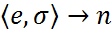 ⟨e, σ⟩ → n